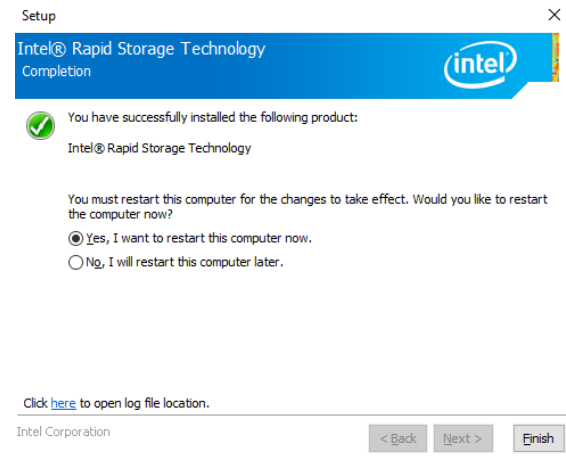 Setup
Intel® Rapid Storage Technology
Completion
intel®
You have successfully installed the following product:
Intel® Rapid Storage Technology
You must restart this computer for the changes to take effect. Would you like to restart
the computer now?
Yes, I want to restart this computer now.
No, I will restart this computer later.
Click here to open log file location.
Intel Corporation
< Back Next > Finish